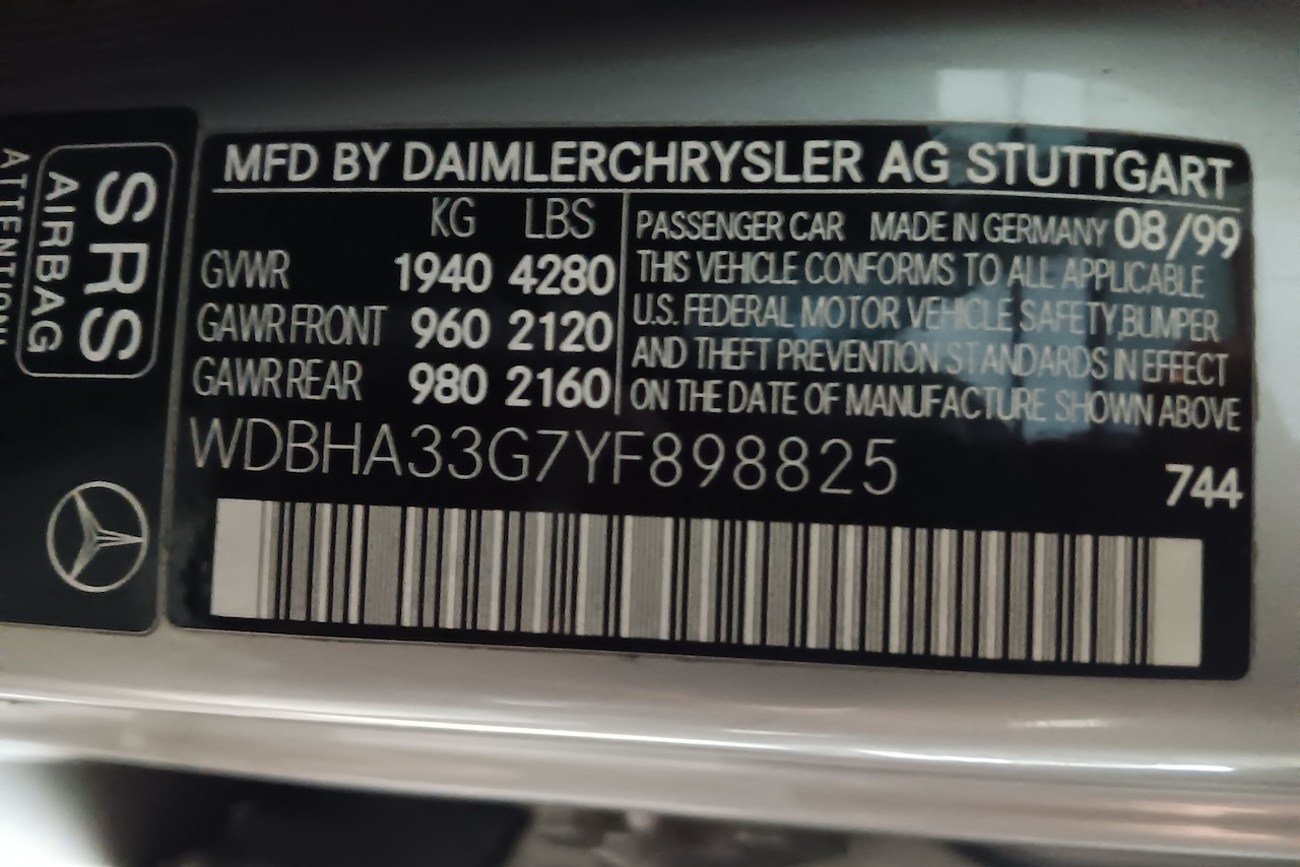 ATTENTION
SRS
AIRBAG
MFD BY DAIMLERCHRYSLER AG STUTTGART
KG LBS
GVWR 1940 4280
GAWR FRONT 960 2120
GAWR REAR 980 2160
PASSENGER CAR MADE IN GERMANY 08/99
THIS VEHICLE CONFORMS TO ALL APPLICABLE
U.S. FEDERAL MOTOR VEHICLE SAFETY,BUMPER
AND THEFT PREVENTION STANDARDS IN EFFECT
ON THE DATE OF MANUFACTURE SHOWN ABOVE
WDBHA33G7YF898825
744